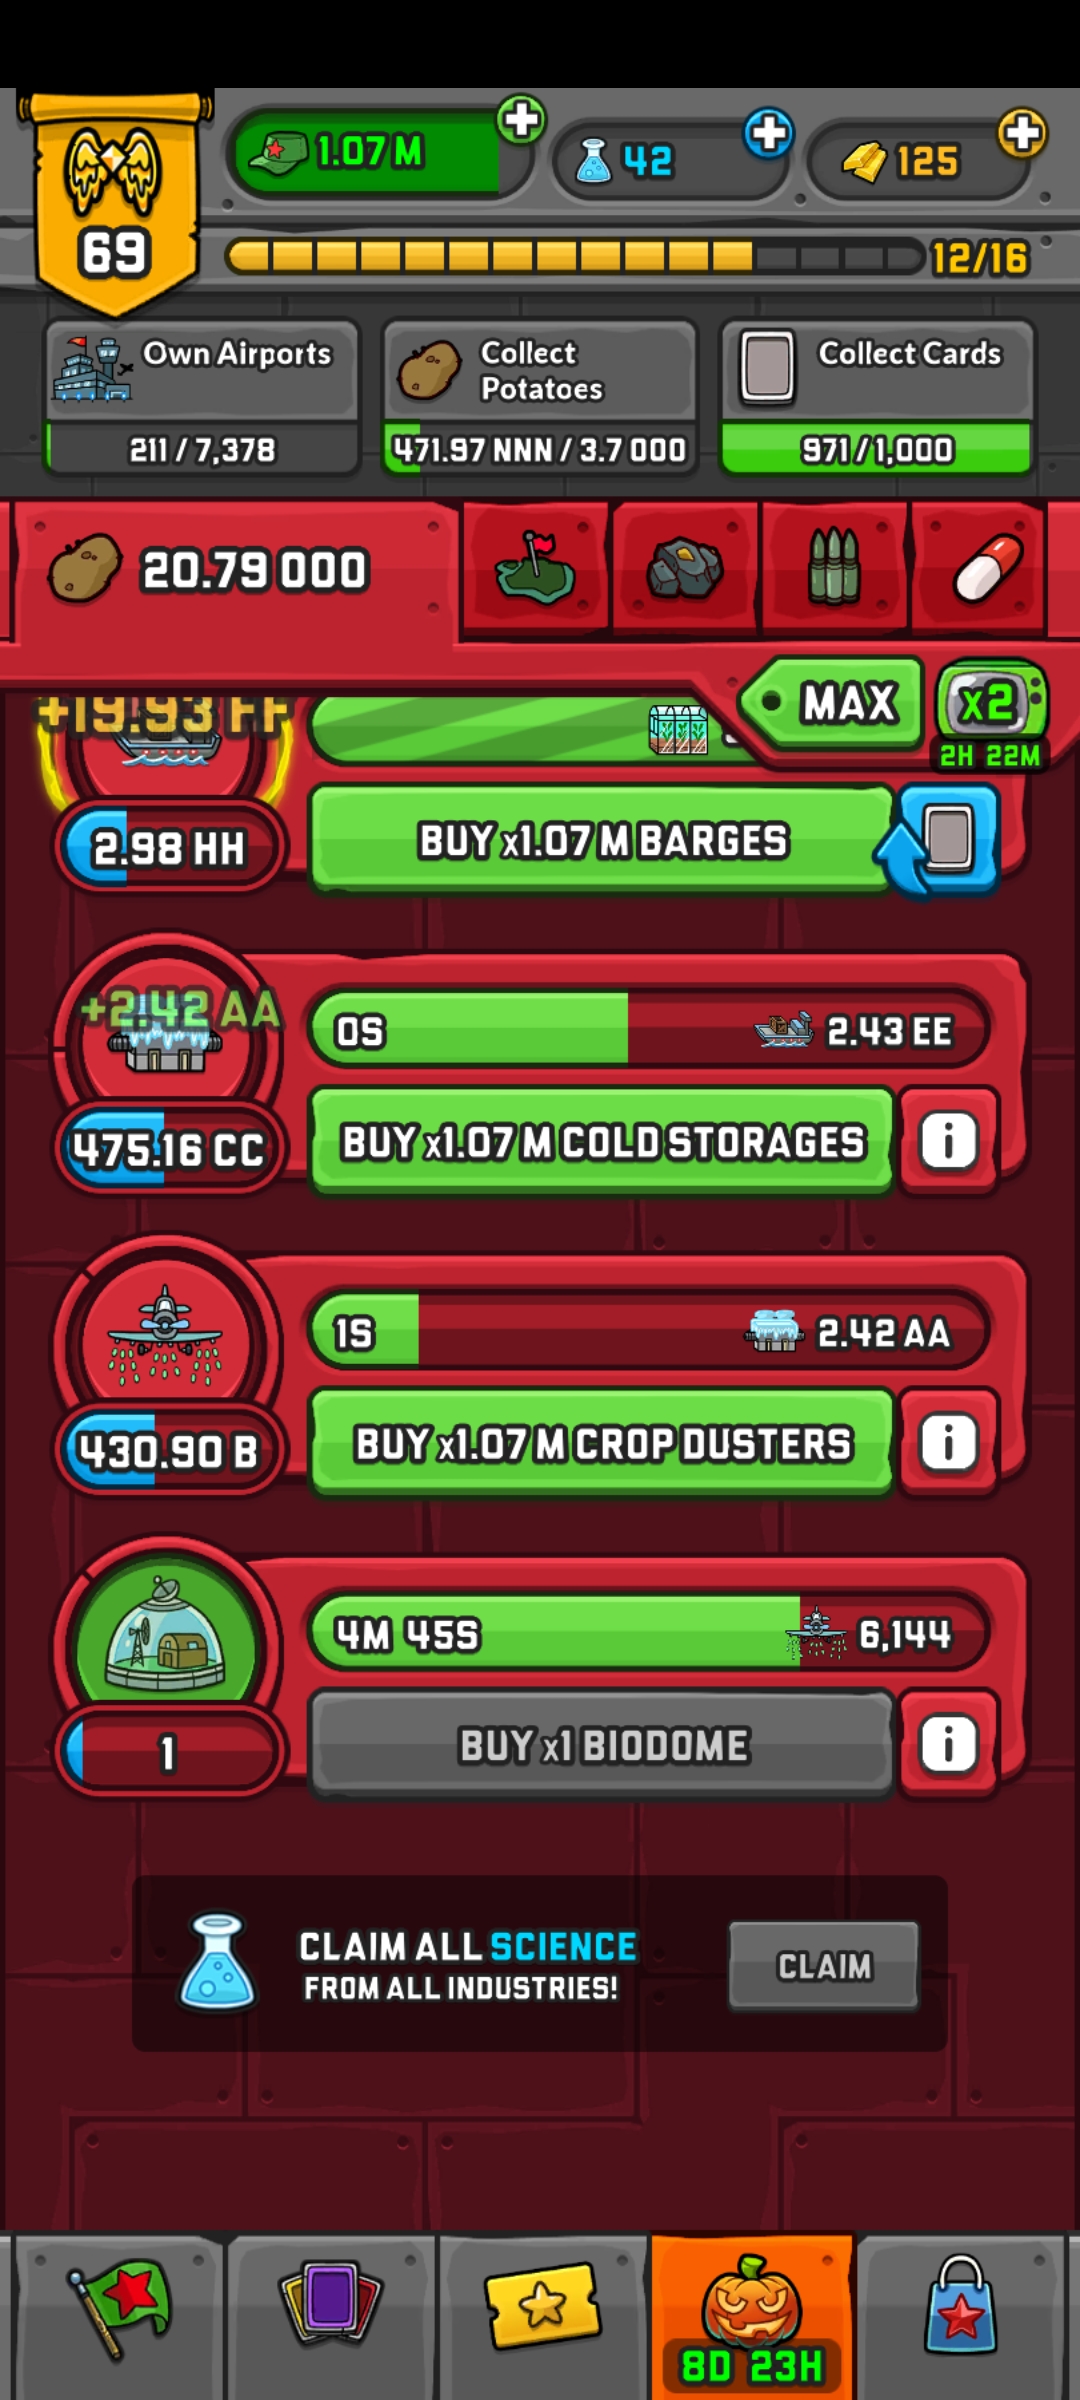 69
1.07 M
42
125
12/16
Own Airports
211 / 7,378
Collect
Potatoes
471.97 NNN / 3.7 OOO
Collect Cards
971 / 1,000
20.79 OOO
MAX
x2
2H 22M
+19.93 FF
2.98 HH
BUY x1.07 M BARGES
+2.42 AA
0S
2.43 EE
475.16 CC
BUY x1.07 M COLD STORAGES
i
1S
2.42 AA
430.90 B
BUY x1.07 M CROP DUSTERS
i
4M 45S
6,144
1
BUY x1 BIODOME
i
CLAIM ALL SCIENCE
FROM ALL INDUSTRIES!
CLAIM
8D 23H